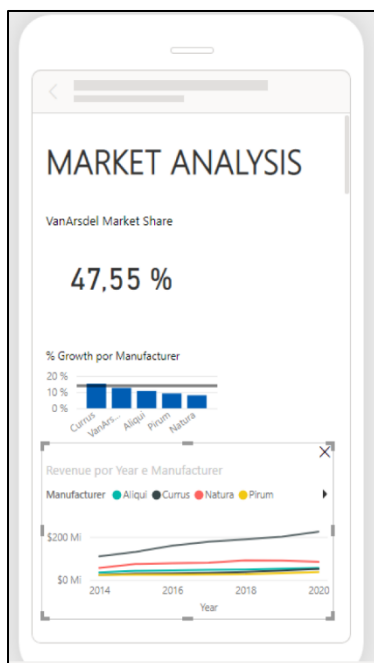 MARKET ANALYSIS
VanArsdel Market Share
47,55 %
% Growth por Manufacturer
20 %
10 %
0 %
Currus
VanArs...
Aliqui
Pirum
Natura
Revenue por Year e Manufacturer
Manufacturer Aliqui Currus Natura Pirum
$200 Mi
$0 Mi
2014 2016 2018 2020
Year